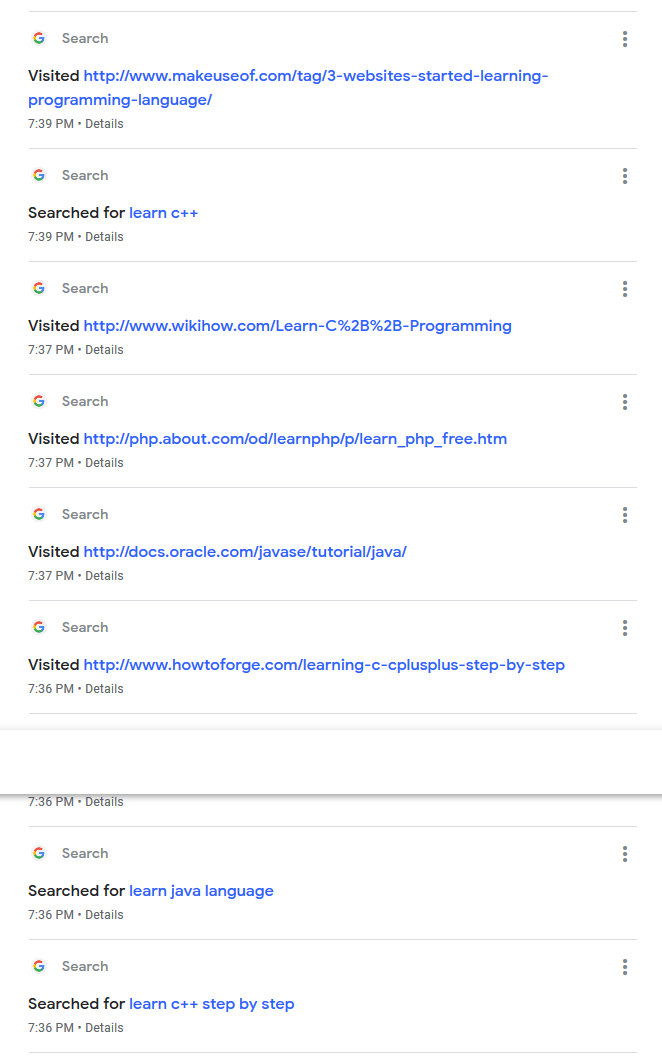 Search
Visited http://www.makeuseof.com/tag/3-websites-started-learning-
programming-language/
7:39 PM • Details
Search
Searched for learn c++
7:39 PM • Details
Search
Visited http://www.wikihow.com/Learn-C%2B%2B-Programming
7:37 PM • Details
Search
Visited http://php.about.com/od/learnphp/p/learn_php_free.htm
7:37 PM • Details
Search
Visited http://docs.oracle.com/javase/tutorial/java/
7:37 PM • Details
Search
Visited http://www.howtoforge.com/learning-c-cplusplus-step-by-step
7:36 PM • Details
7:36 PM • Details
Search
Searched for learn java language
7:36 PM • Details
Search
Searched for learn c++ step by step
7:36 PM • Details